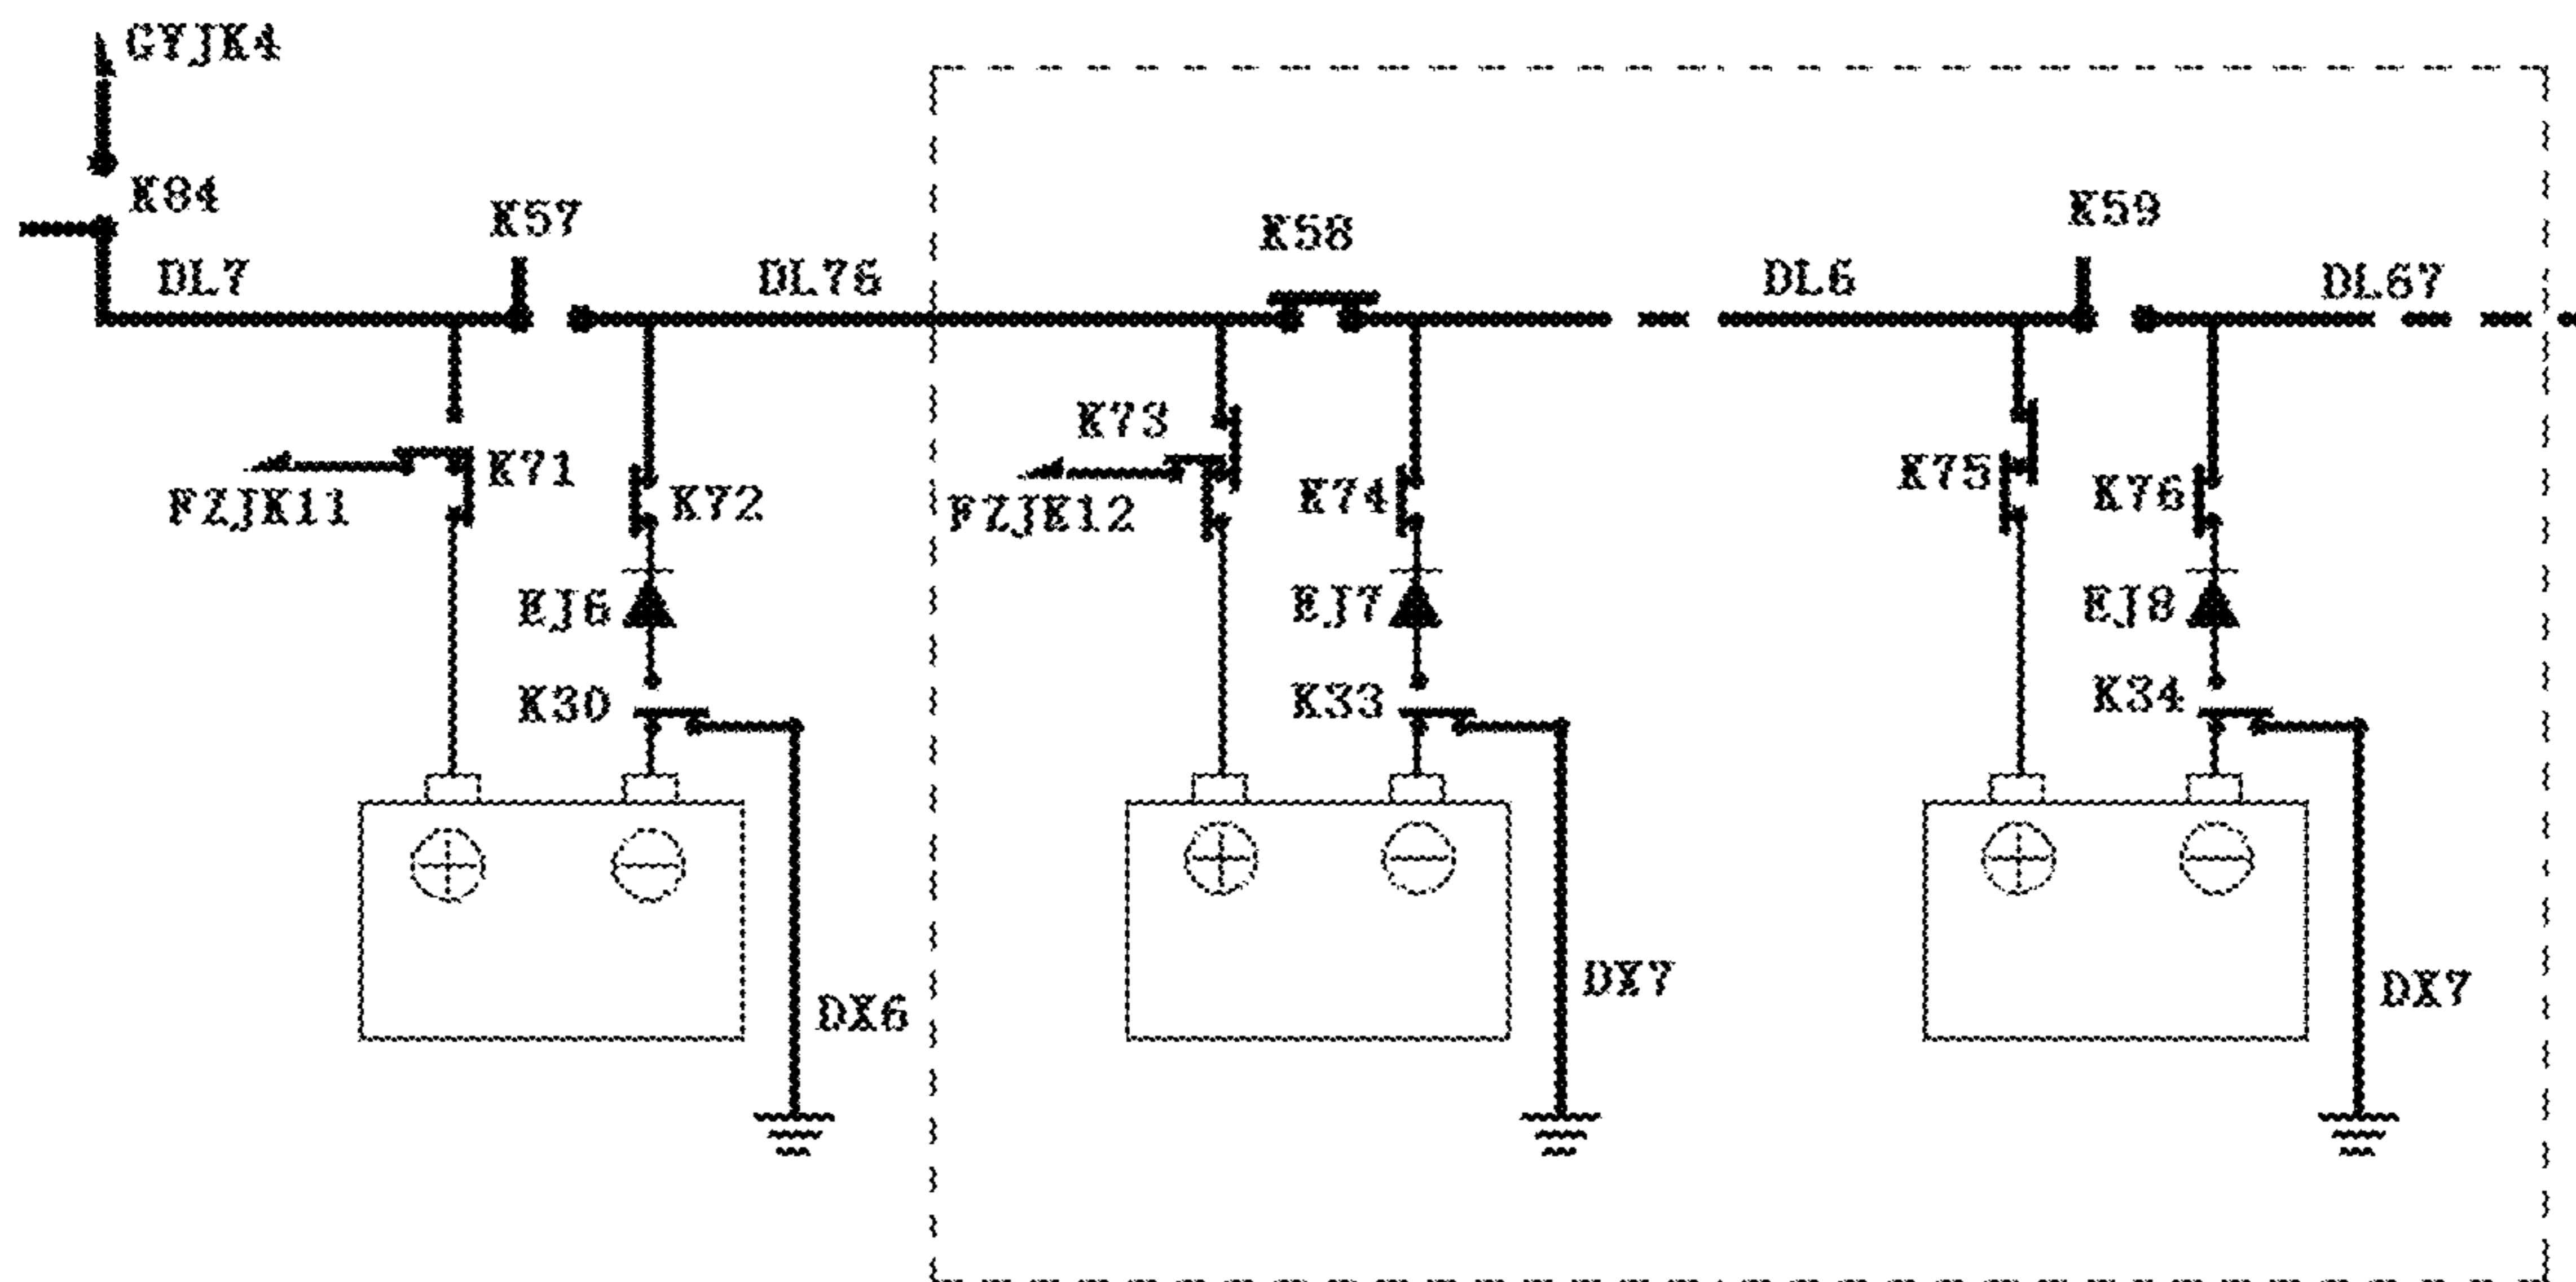 GYJK4
K84
K57
K58
K59
DL7
DL76
DL6
DL67
K73
K71
K72
K74
K75
K76
FZJK11
FZJK12
EJ6
EJ7
EJ8
K30
K33
K34
DX6
DX7
DX7